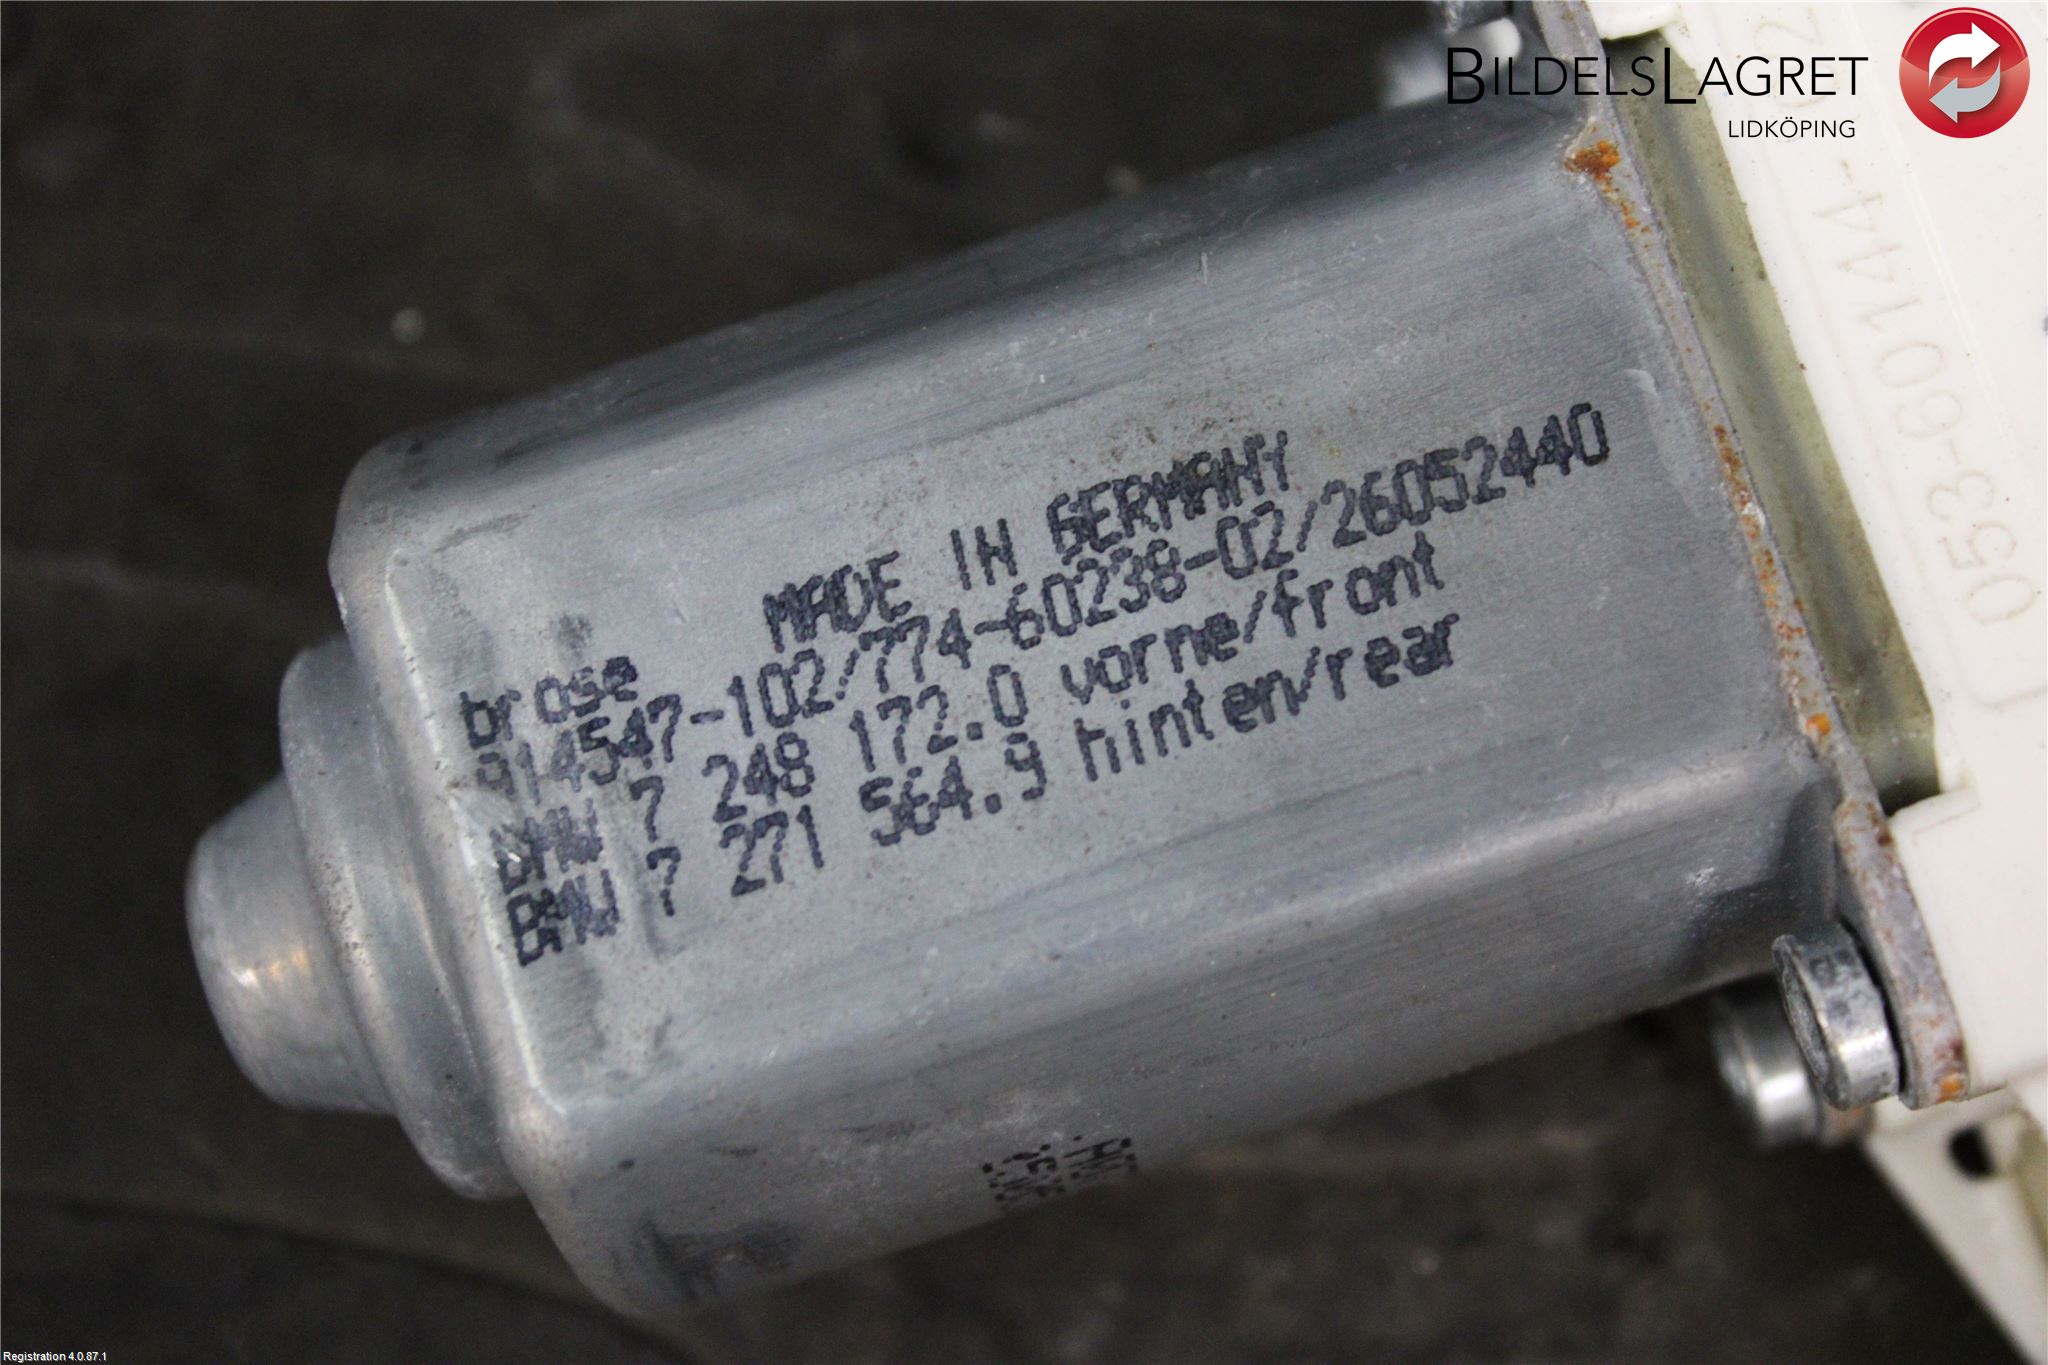 BILDELSLAGRET
LIDKÖPING
brose MADE IN GERMANY
914547-102/774-60238-02/26052440
BMW 7 248 172.0 vorne/front
BMW 7 271 564.9 hinten/rear
053-60144-
Registration 4.0.87.1